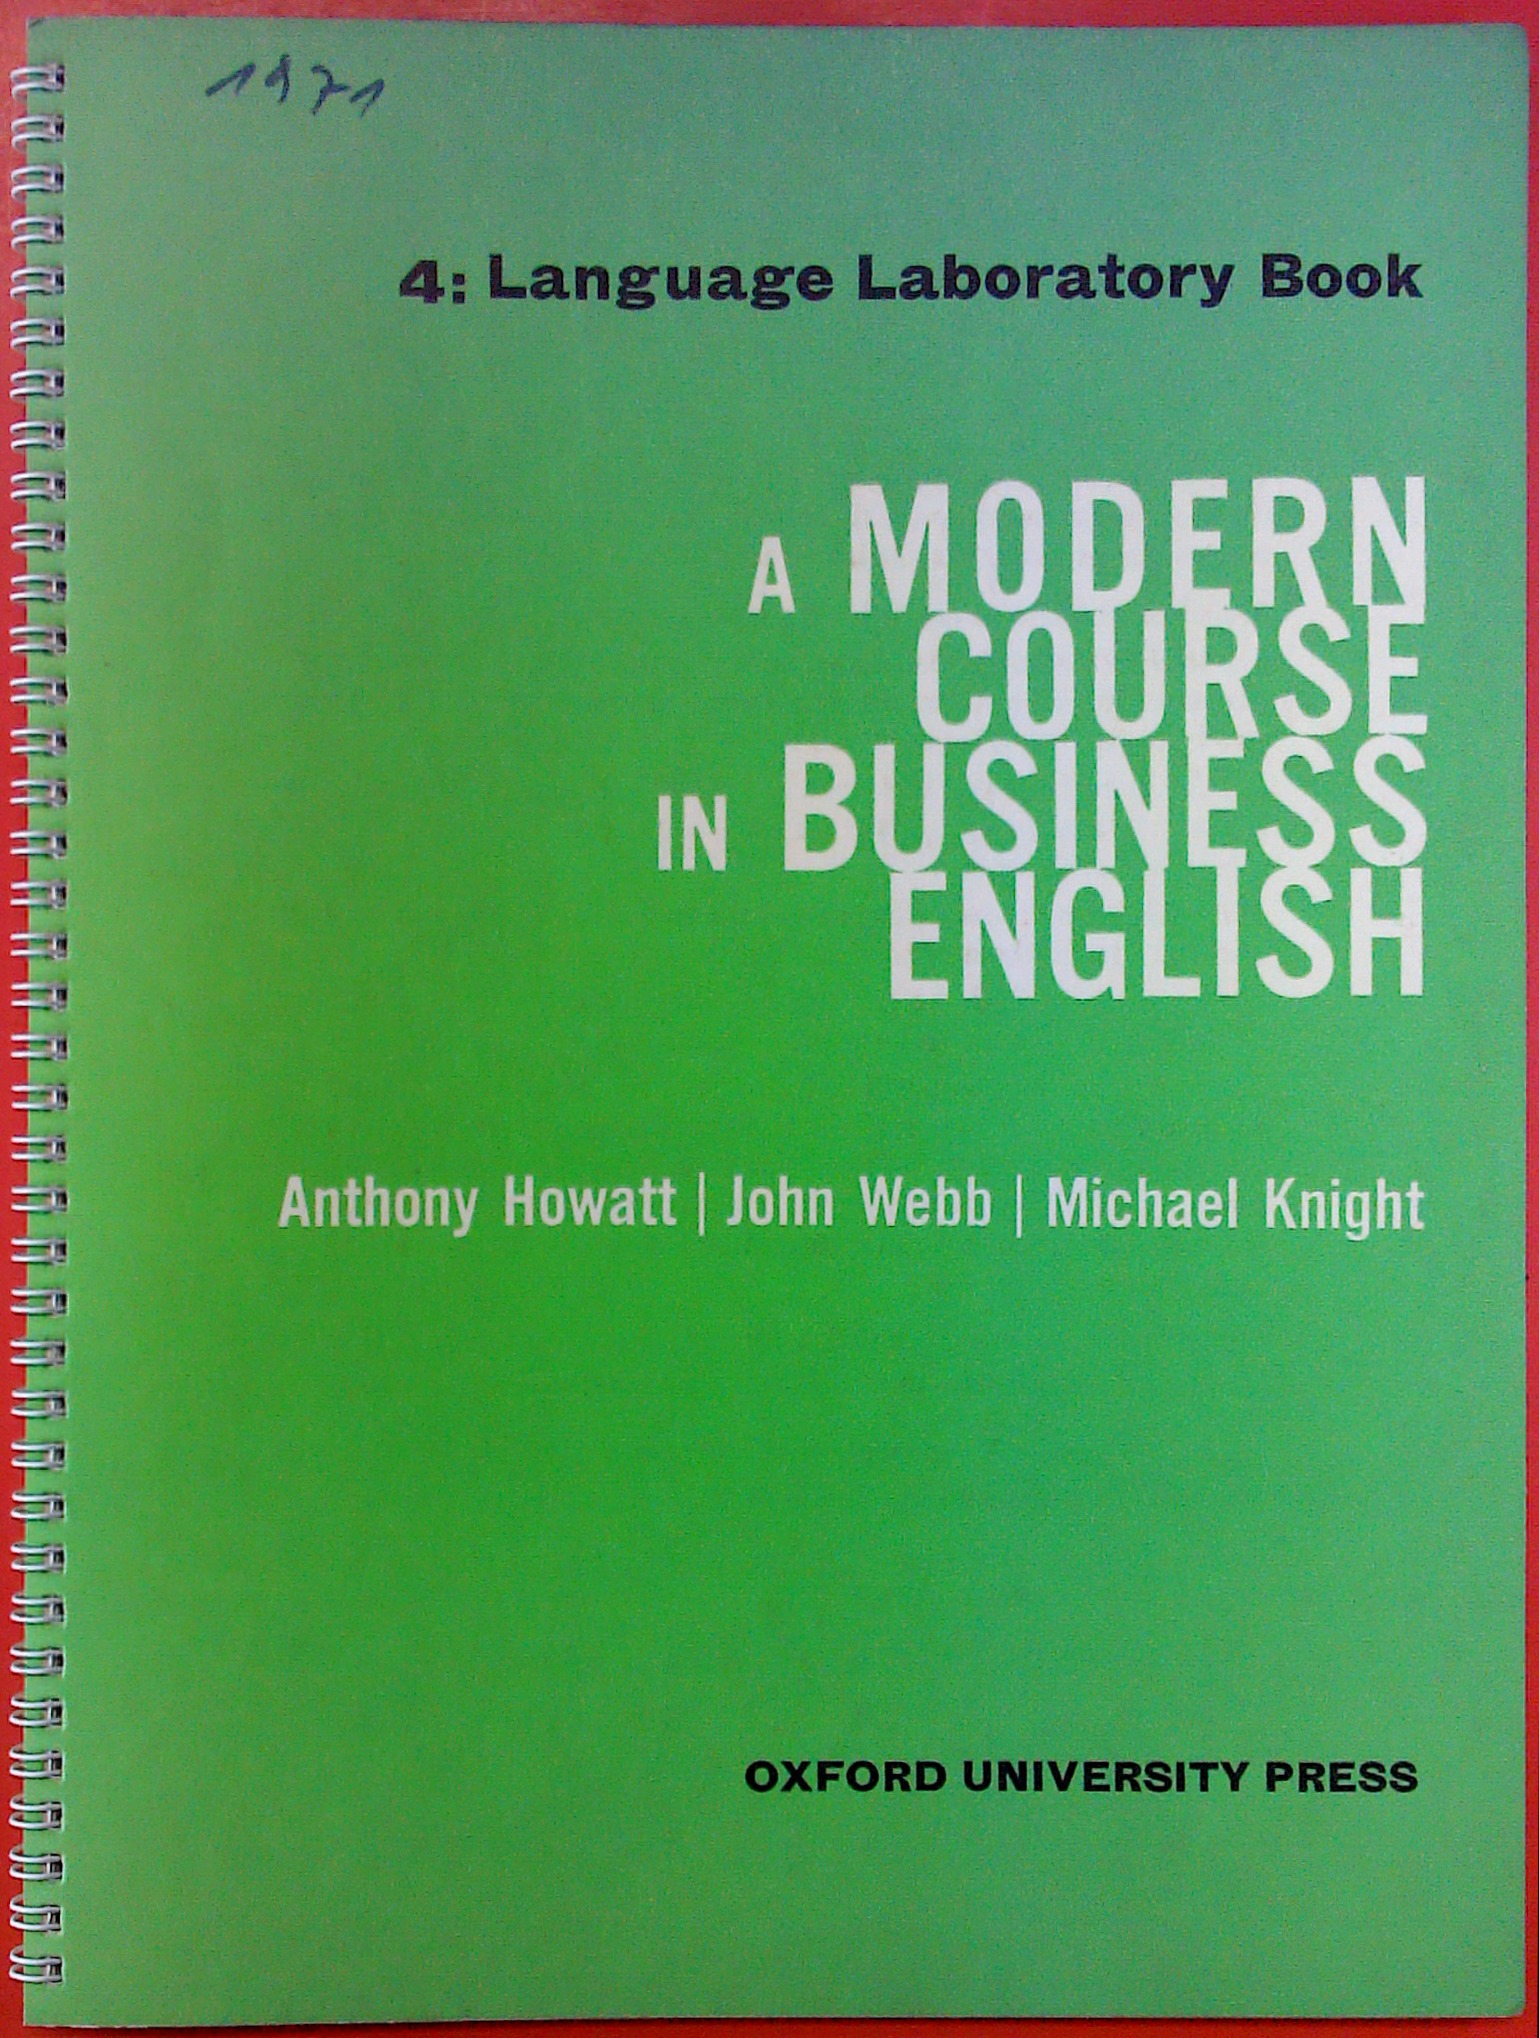 1971
4: Language Laboratory Book
A MODERN
COURSE
IN BUSINESS
ENGLISH
Anthony Howatt | John Webb | Michael Knight
OXFORD UNIVERSITY PRESS